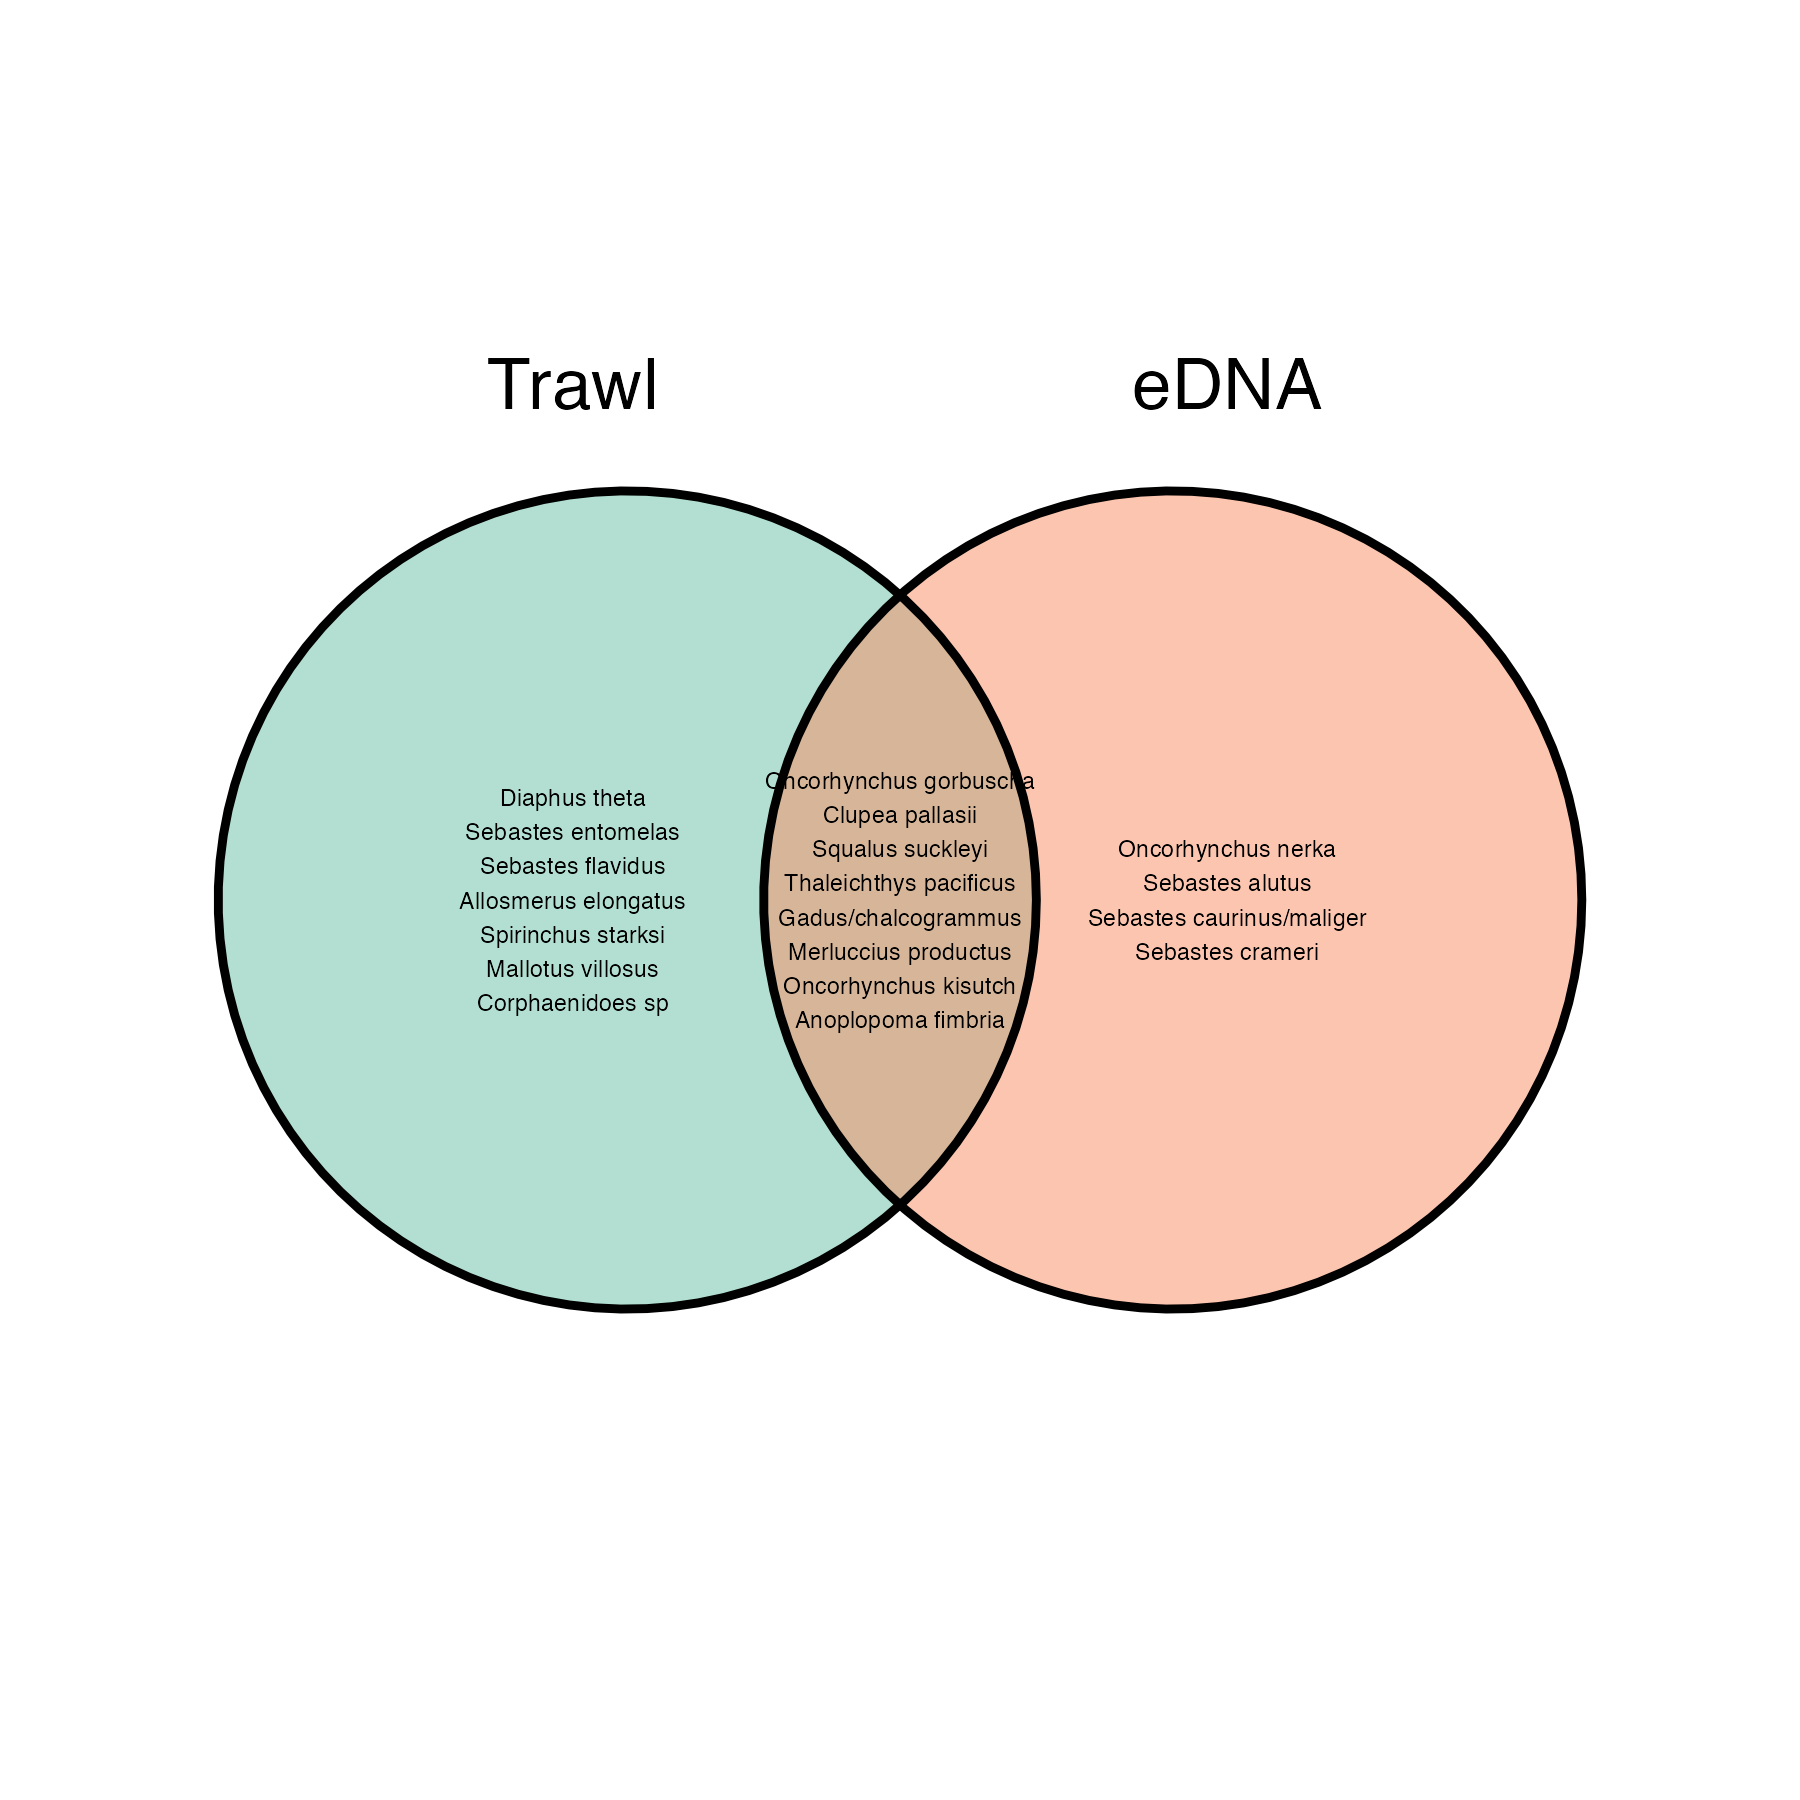 Trawl
eDNA
Diaphus theta
Sebastes entomelas
Sebastes flavidus
Allosmerus elongatus
Spirinchus starksi
Mallotus villosus
Corphaenidoes sp
Oncorhynchus gorbuscha
Clupea pallasii
Squalus suckleyi
Thaleichthys pacificus
Gadus/chalcogrammus
Merluccius productus
Oncorhynchus kisutch
Anoplopoma fimbria
Oncorhynchus nerka
Sebastes alutus
Sebastes caurinus/maliger
Sebastes crameri